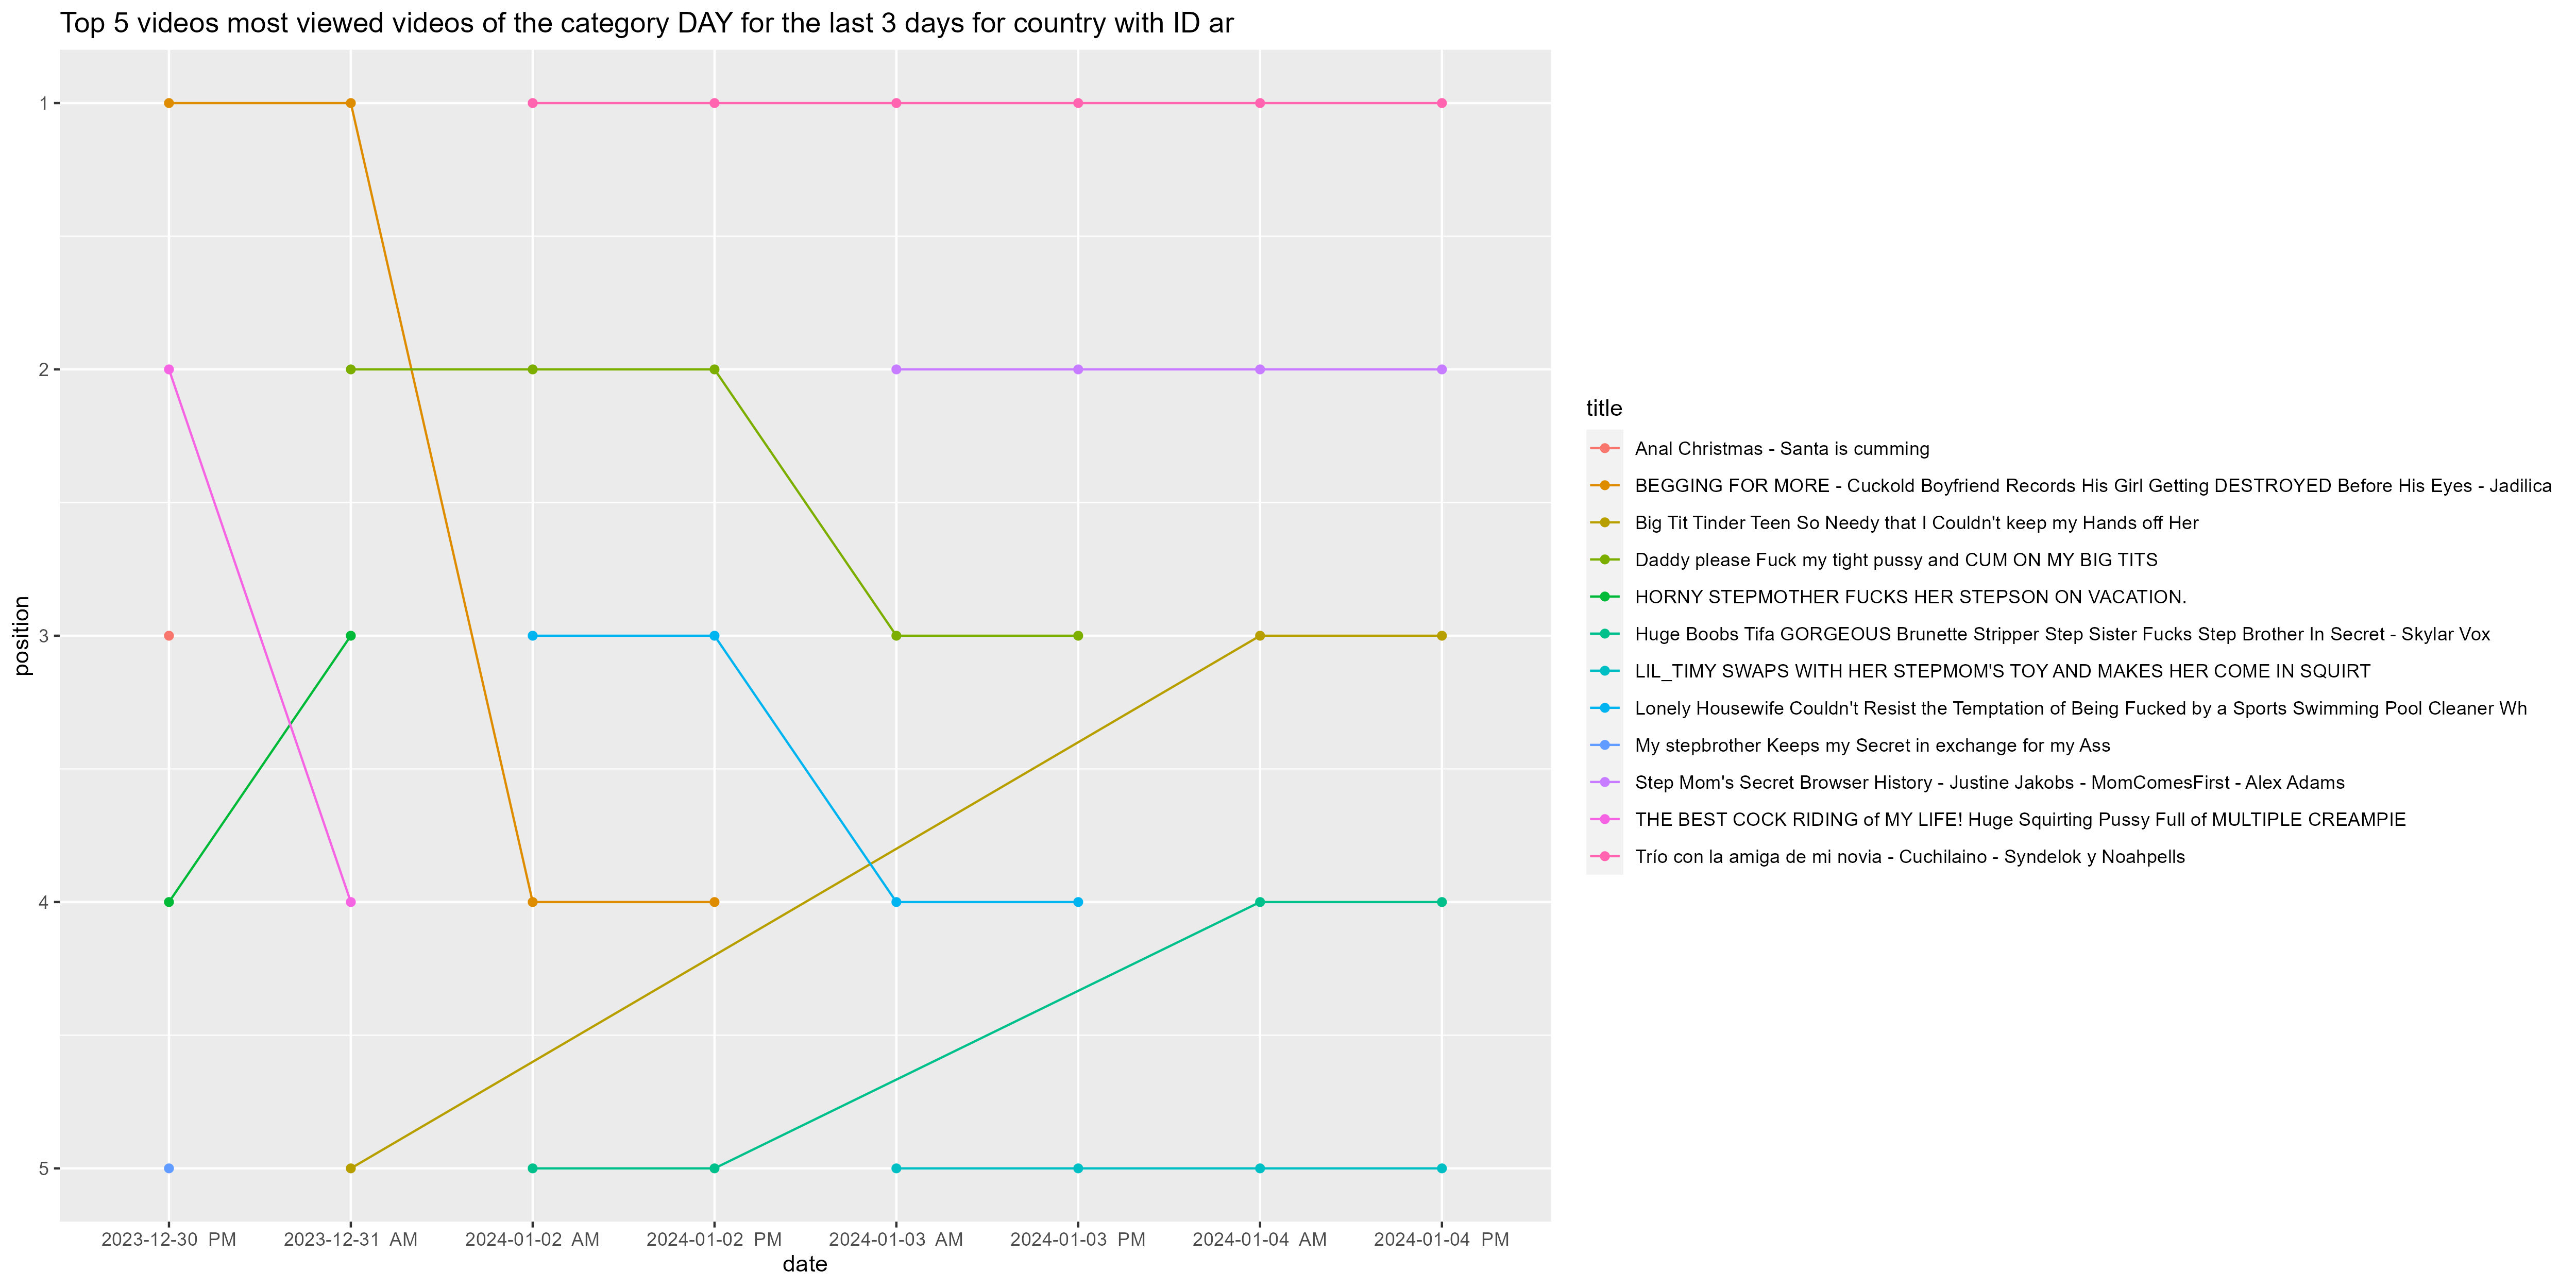 Top 5 videos most viewed videos of the category DAY for the last 3 days for country with ID ar
position
1
2
3
4
5
2023-12-30 PM
2023-12-31 AM
2024-01-02 AM
2024-01-02 PM
2024-01-03 AM
2024-01-03 PM
2024-01-04 AM
2024-01-04 PM
date
title
Anal Christmas - Santa is cumming
BEGGING FOR MORE - Cuckold Boyfriend Records His Girl Getting DESTROYED Before His Eyes - Jadilica
Big Tit Tinder Teen So Needy that I Couldn't keep my Hands off Her
Daddy please Fuck my tight pussy and CUM ON MY BIG TITS
HORNY STEPMOTHER FUCKS HER STEPSON ON VACATION.
Huge Boobs Tifa GORGEOUS Brunette Stripper Step Sister Fucks Step Brother In Secret - Skylar Vox
LIL_TIMY SWAPS WITH HER STEPMOM'S TOY AND MAKES HER COME IN SQUIRT
Lonely Housewife Couldn't Resist the Temptation of Being Fucked by a Sports Swimming Pool Cleaner Wh
My stepbrother Keeps my Secret in exchange for my Ass
Step Mom's Secret Browser History - Justine Jakobs - MomComesFirst - Alex Adams
THE BEST COCK RIDING of MY LIFE! Huge Squirting Pussy Full of MULTIPLE CREAMPIE
Trío con la amiga de mi novia - Cuchilaino - Syndelok y Noahpells